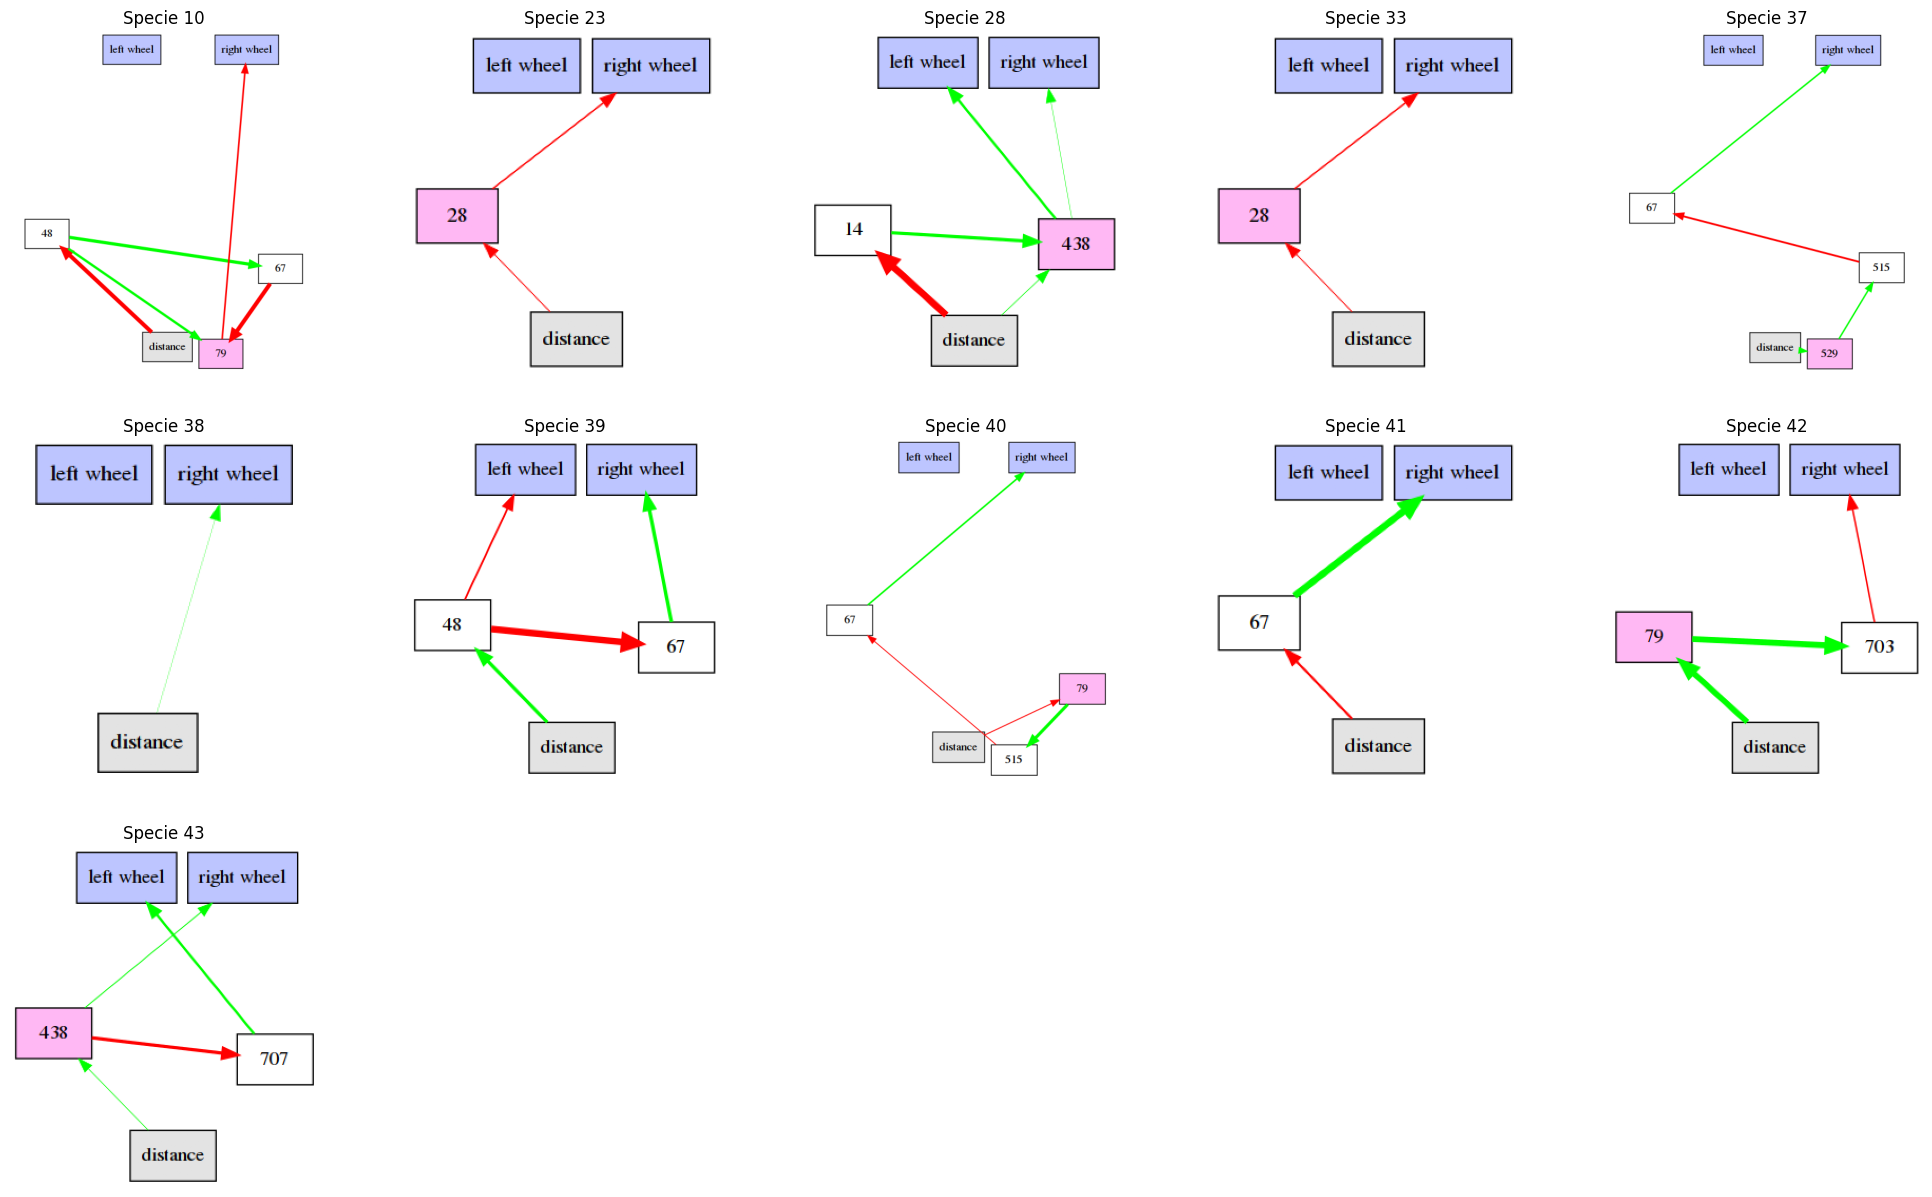 Specie 10
left wheel
right wheel
48
67
distance
79
Specie 23
left wheel
right wheel
28
distance
Specie 28
left wheel
right wheel
14
438
distance
Specie 33
left wheel
right wheel
28
distance
Specie 37
left wheel
right wheel
67
515
distance
529
Specie 38
left wheel
right wheel
distance
Specie 39
left wheel
right wheel
48
67
distance
Specie 40
left wheel
right wheel
67
79
distance
515
Specie 41
left wheel
right wheel
67
distance
Specie 42
left wheel
right wheel
79
703
distance
Specie 43
left wheel
right wheel
438
707
distance